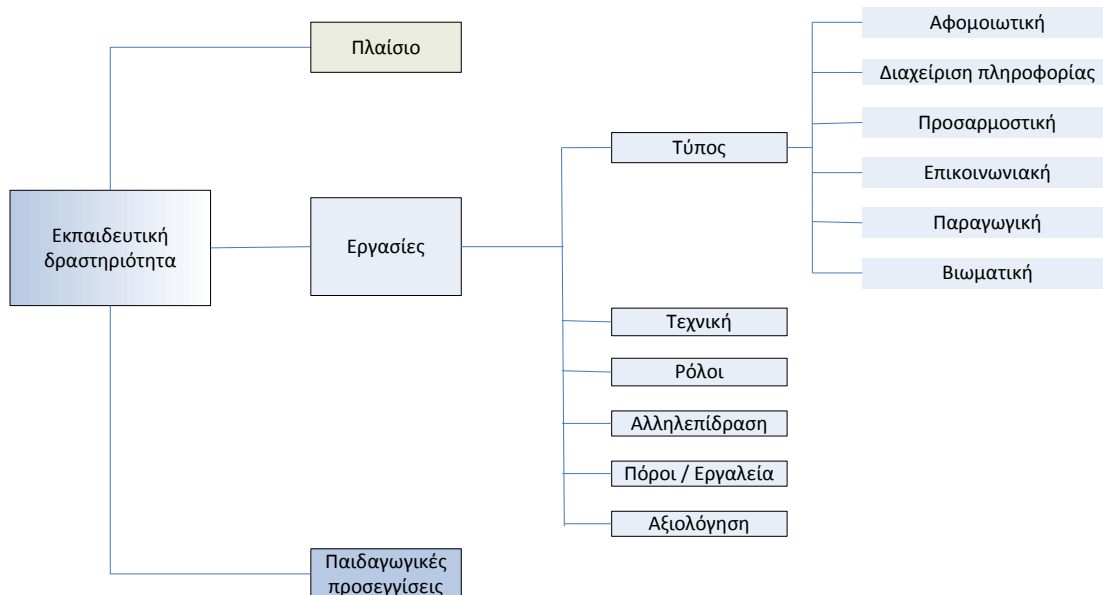 Αφομοιωτική
Πλαίσιο
Διαχείριση πληροφορίας
Προσαρμοστική
Τύπος
Επικοινωνιακή
Παραγωγική
Εκπαιδευτική
δραστηριότητα
Εργασίες
Βιωματική
Τεχνική
Ρόλοι
Αλληλεπίδραση
Πόροι / Εργαλεία
Αξιολόγηση
Παιδαγωγικές
προσεγγίσεις